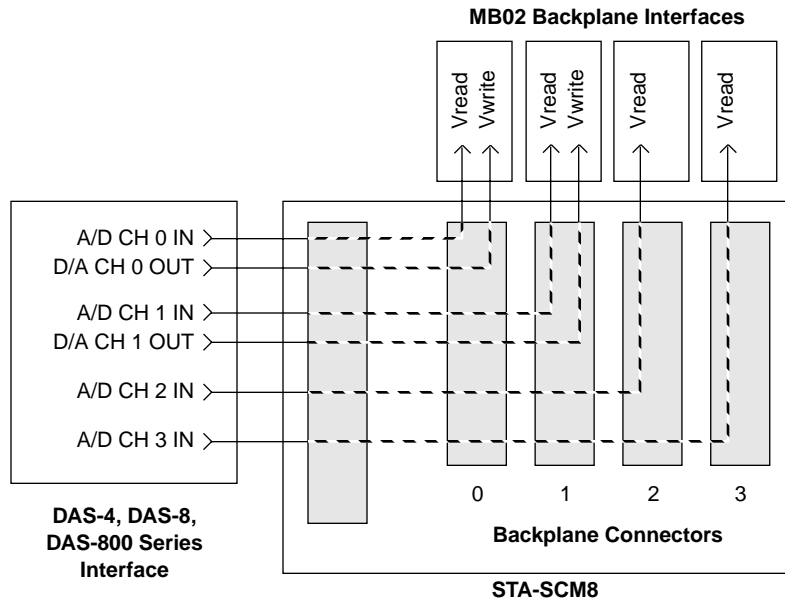 MB02 Backplane Interfaces
Vread
Vwrite
Vread
Vwrite
Vread
Vread
A/D CH 0 IN
D/A CH 0 OUT
A/D CH 1 IN
D/A CH 1 OUT
A/D CH 2 IN
A/D CH 3 IN
0 1 2 3
Backplane Connectors
DAS-4, DAS-8,
DAS-800 Series
Interface
STA-SCM8